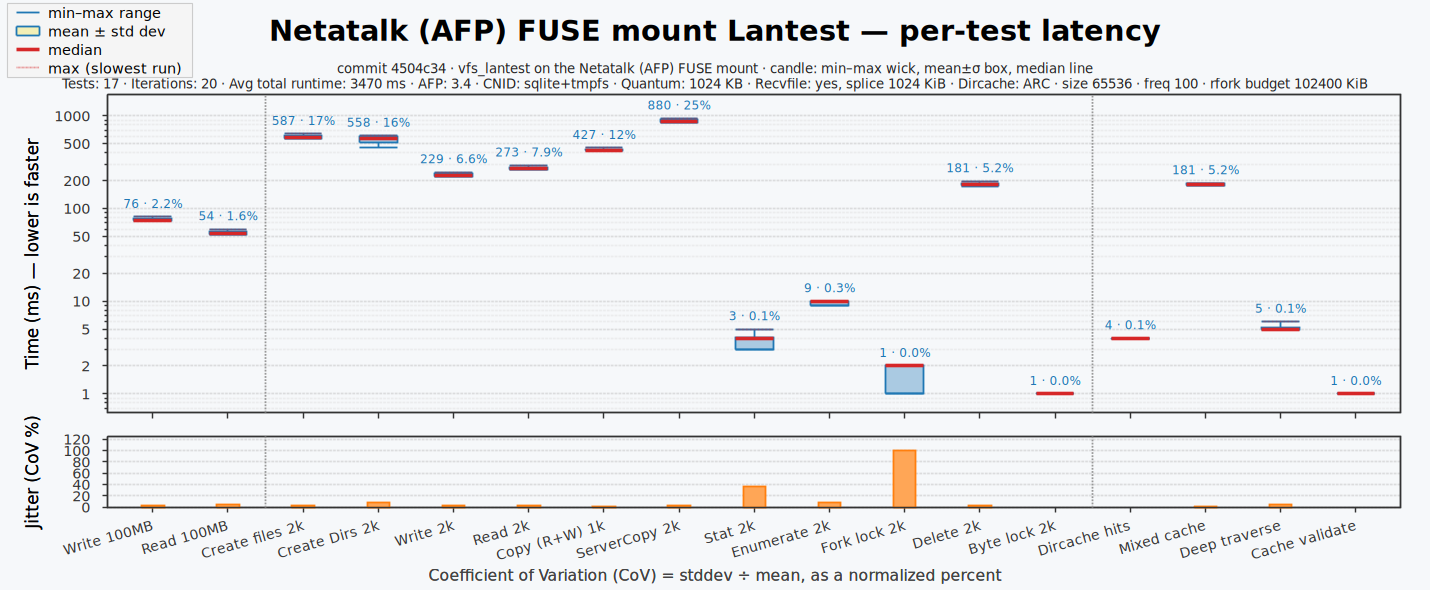 min–max range
mean ± std dev
median
max (slowest run)
Netatalk (AFP) FUSE mount Lantest — per-test latency
commit 4504c34 · vfs_lantest on the Netatalk (AFP) FUSE mount · candle: min–max wick, mean±σ box, median line
Tests: 17 · Iterations: 20 · Avg total runtime: 3470 ms · AFP: 3.4 · CNID: sqlite+tmpfs · Quantum: 1024 KB · Recvfile: yes, splice 1024 KiB · Dircache: ARC · size 65536 · freq 100 · rfork budget 102400 KiB
Time (ms) — lower is faster
1000
500
200
100
50
20
10
5
2
1
76 · 2.2%
54 · 1.6%
587 · 17%
558 · 16%
229 · 6.6%
273 · 7.9%
427 · 12%
880 · 25%
3 · 0.1%
9 · 0.3%
1 · 0.0%
181 · 5.2%
1 · 0.0%
4 · 0.1%
181 · 5.2%
5 · 0.1%
1 · 0.0%
Jitter (CoV %)
120
100
80
60
40
20
0
Write 100MB
Read 100MB
Create files 2k
Create Dirs 2k
Write 2k
Read 2k
Copy (R+W) 1k
ServerCopy 2k
Stat 2k
Enumerate 2k
Fork lock 2k
Delete 2k
Byte lock 2k
Dircache hits
Mixed cache
Deep traverse
Cache validate
Coefficient of Variation (CoV) = stddev ÷ mean, as a normalized percent